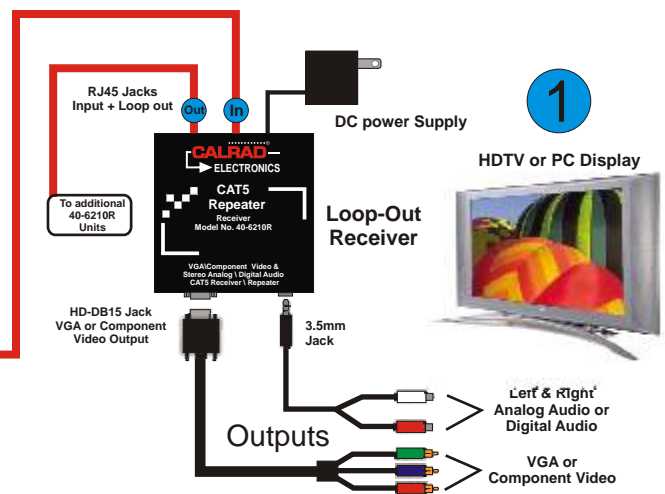 RJ45 Jacks
Input + Loop out
Out
In
DC power Supply
1
HDTV or PC Display
CALRAD®
ELECTRONICS
CAT5
Repeater
Receiver
Model No. 40-6210R
VGA\Component Video &
Stereo Analog \ Digital Audio
CAT5 Receiver \ Repeater
To additional
40-6210R
Units
Loop-Out
Receiver
HD-DB15 Jack
VGA or Component
Video Output
3.5mm
Jack
Left & Right
Analog Audio or
Digital Audio
Outputs
VGA or
Component Video